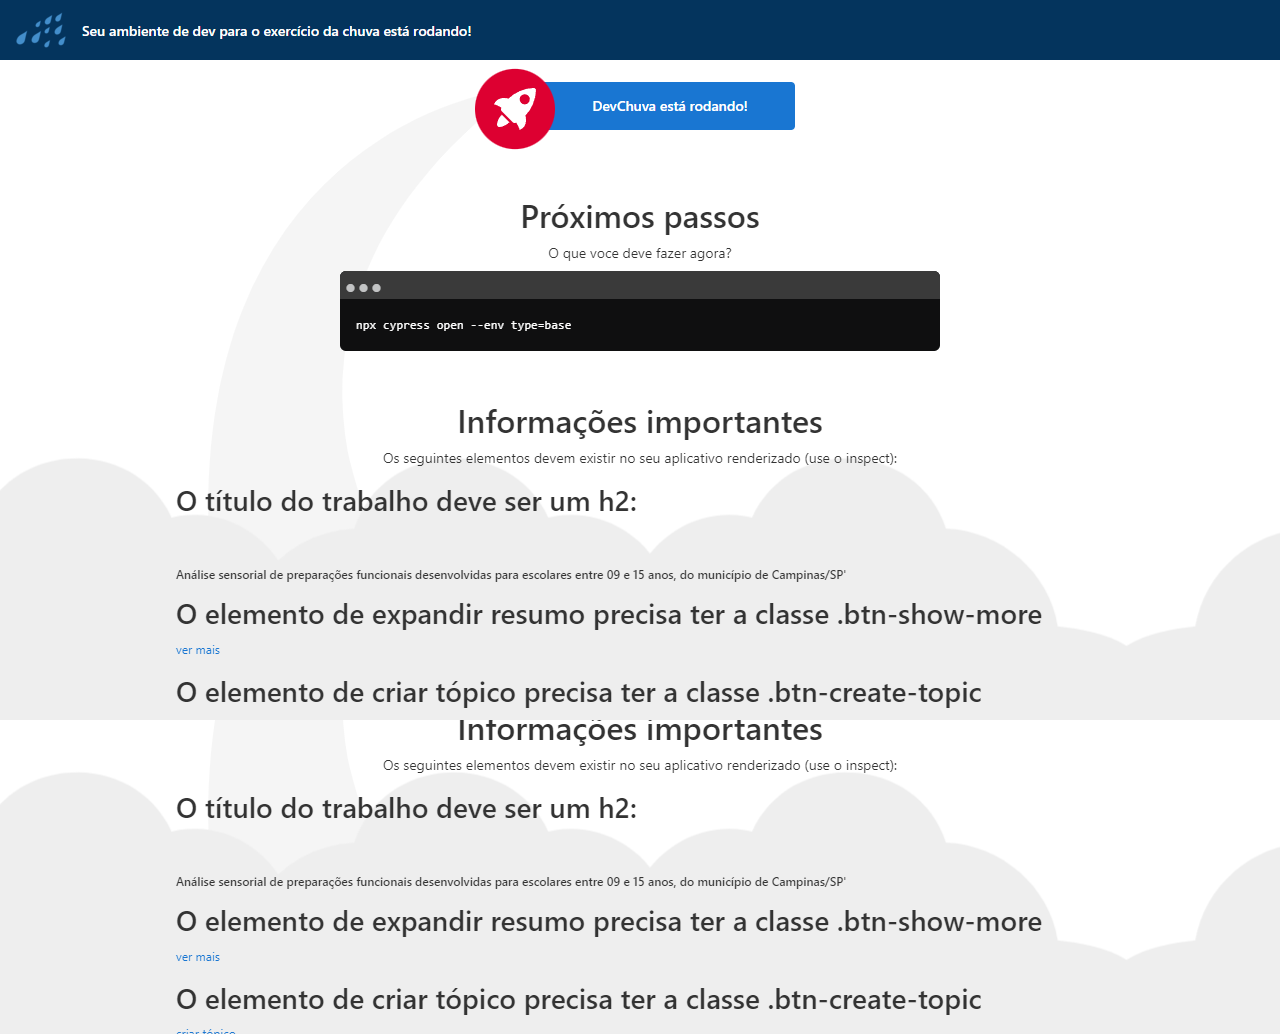 Seu ambiente de dev para o exercício da chuva está rodando!
DevChuva está rodando!
Próximos passos
O que voce deve fazer agora?
npx cypress open --env type=base
Informações importantes
Os seguintes elementos devem existir no seu aplicativo renderizado (use o inspect):
O título do trabalho deve ser um h2:
Análise sensorial de preparações funcionais desenvolvidas para escolares entre 09 e 15 anos, do município de Campinas/SP'
O elemento de expandir resumo precisa ter a classe .btn-show-more
ver mais
O elemento de criar tópico precisa ter a classe .btn-create-topic
Informações importantes
Os seguintes elementos devem existir no seu aplicativo renderizado (use o inspect):
O título do trabalho deve ser um h2:
Análise sensorial de preparações funcionais desenvolvidas para escolares entre 09 e 15 anos, do município de Campinas/SP'
O elemento de expandir resumo precisa ter a classe .btn-show-more
ver mais
O elemento de criar tópico precisa ter a classe .btn-create-topic
criar tópico